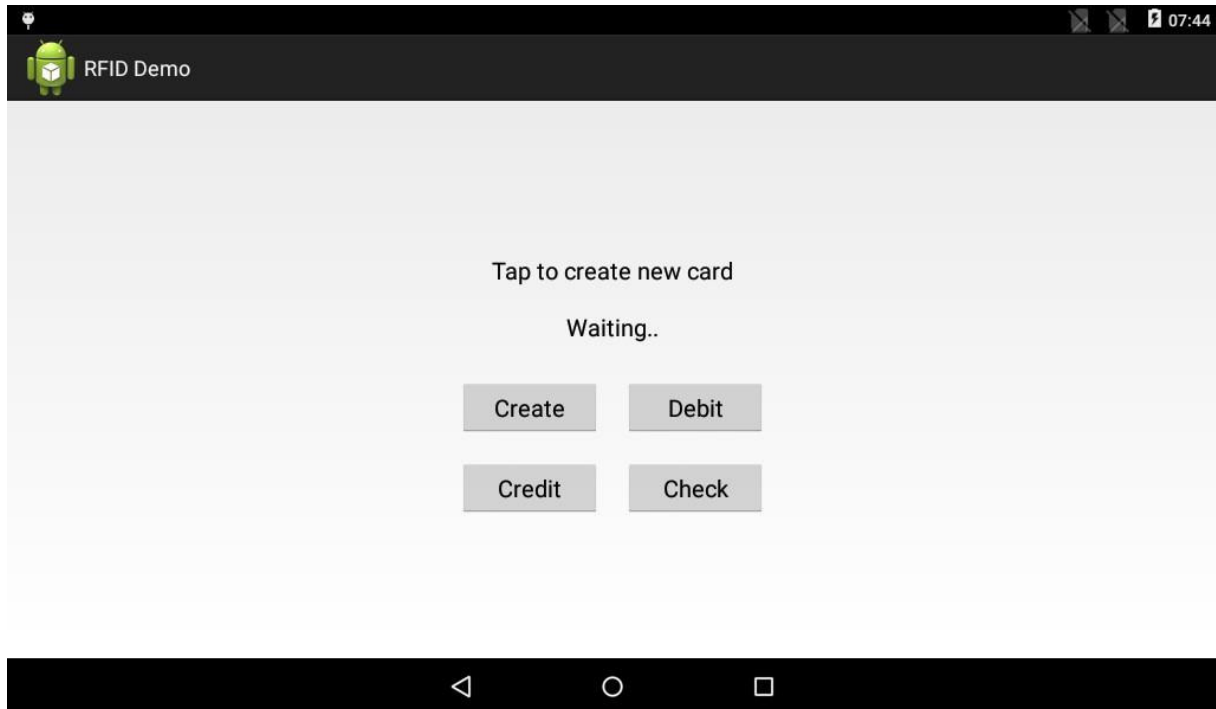 07:44
RFID Demo
Tap to create new card
Waiting..
Create Debit
Credit Check